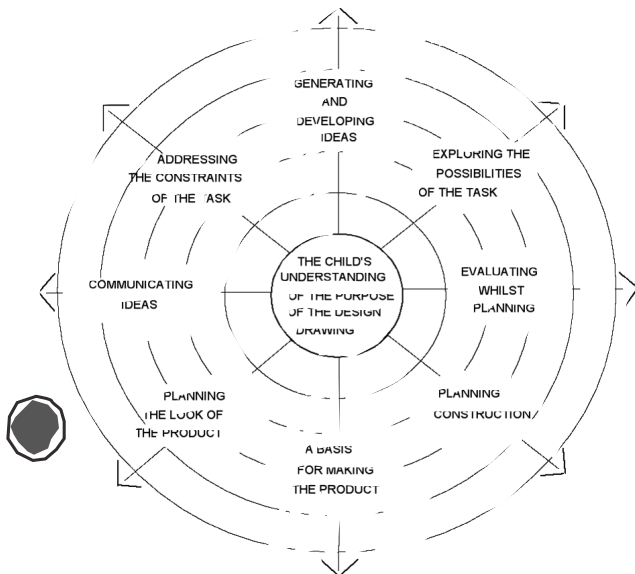 GENERATING
AND
DEVELOPING
IDEAS
EXPLORING THE
POSSIBILITIES
OF THE TASK
EVALUATING
WHILST
PLANNING
PLANNING
CONSTRUCTION
A BASIS
FOR MAKING
THE PRODUCT
PLANNING
THE LOOK OF
THE PRODUCT
COMMUNICATING
IDEAS
ADDRESSING
THE CONSTRAINTS
OF THE TASK
THE CHILD'S
UNDERSTANDING
OF THE PURPOSE
OF THE DESIGN
DRAWING